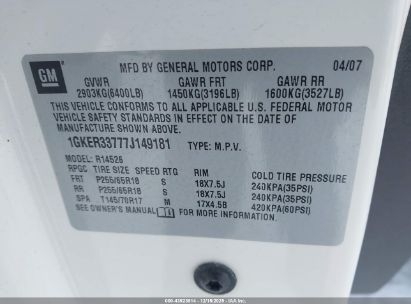 GM
MFD BY GENERAL MOTORS CORP. 04/07
GVWR GAWR FRT GAWR RR
2903KG(6400LB) 1450KG(3196LB) 1600KG(3527LB)
THIS VEHICLE CONFORMS TO ALL APPLICABLE U.S. FEDERAL MOTOR
VEHICLE SAFETY STANDARDS IN EFFECT ON THE DATE OF
MANUFACTURE SHOWN ABOVE.
1GKER33777J149181 TYPE: M.P.V.
MODEL: R14526
RPGC TIRE SIZE SPEED RTG RIM COLD TIRE PRESSURE
FRT P255/65R18 S 18X7.5J 240KPA(35PSI)
RR P255/65R18 S 18X7.5J 240KPA(35PSI)
SPA T145/70R17 M 17X4.5B 420KPA(60PSI)
SEE OWNER'S MANUAL FOR ADDITIONAL INFORMATION.